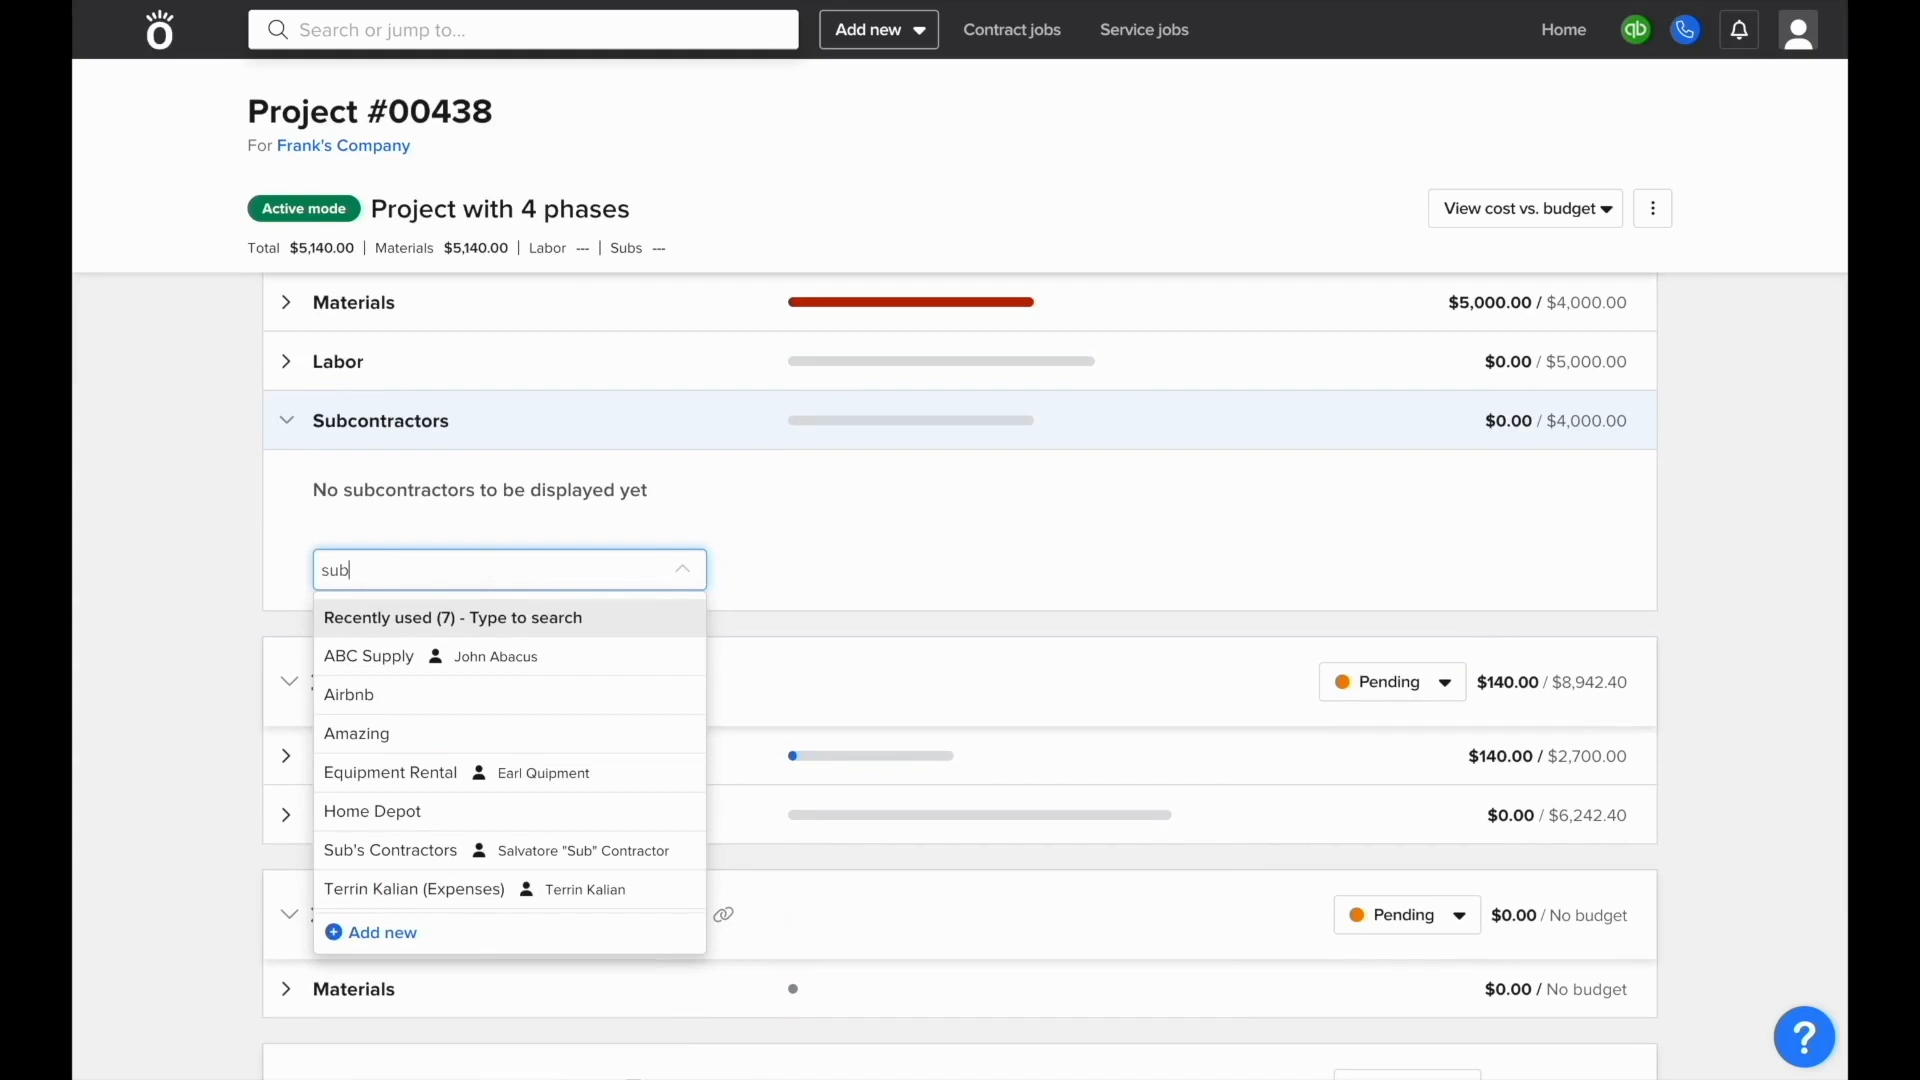 Search or jump to...
Add new
Contract jobs
Service jobs
Home
qb
Project #00438
For Frank's Company
Active mode
Project with 4 phases
View cost vs. budget
Total $5,140.00 | Materials $5,140.00 | Labor --- | Subs ---
Materials
$5,000.00 / $4,000.00
Labor
$0.00 / $5,000.00
Subcontractors
$0.00 / $4,000.00
No subcontractors to be displayed yet
sub
Recently used (7) - Type to search
ABC Supply John Abacus
Airbnb
Amazing
Equipment Rental Earl Quipment
Home Depot
Sub's Contractors Salvatore "Sub" Contractor
Terrin Kalian (Expenses) Terrin Kalian
Add new
Pending
$140.00 / $8,942.40
$140.00 / $2,700.00
$0.00 / $6,242.40
Pending
$0.00 / No budget
Materials
$0.00 / No budget
?